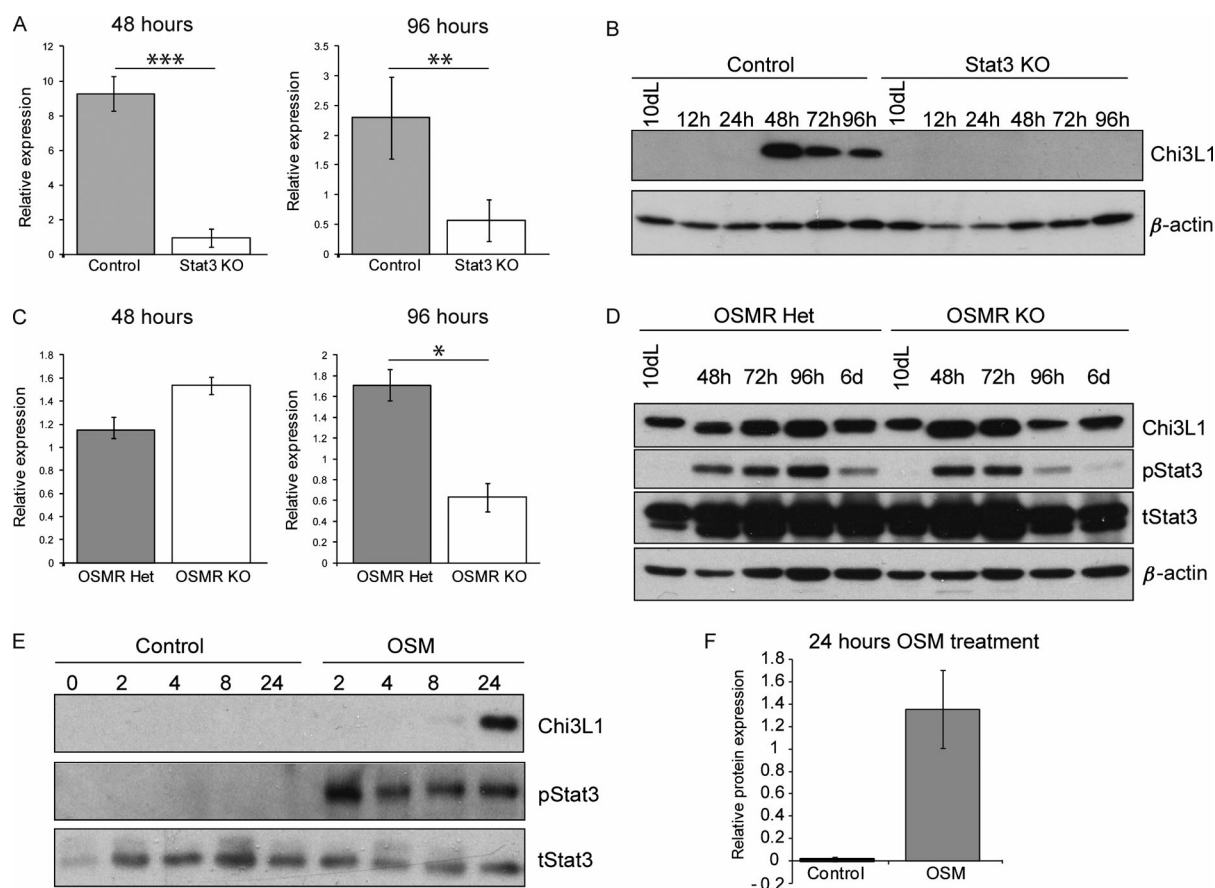 A
48 hours
Relative expression
12
10
8
6
4
2
0
***
Control
Stat3 KO
96 hours
Relative expression
3.5
3
2.5
2
1.5
1
0.5
0
**
Control
Stat3 KO
B
Control
Stat3 KO
10dL 12h 24h 48h 72h 96h 10dL 12h 24h 48h 72h 96h
Chi3L1
β-actin
C
48 hours
Relative expression
1.8
1.6
1.4
1.2
1
0.8
0.6
0.4
0.2
0
OSMR Het
OSMR KO
96 hours
Relative expression
2
1.8
1.6
1.4
1.2
1
0.8
0.6
0.4
0.2
0
*
OSMR Het
OSMR KO
D
OSMR Het
OSMR KO
10dL 48h 72h 96h 6d 10dL 48h 72h 96h 6d
Chi3L1
pStat3
tStat3
β-actin
E
Control
OSM
0 2 4 8 24 2 4 8 24
Chi3L1
pStat3
tStat3
F
24 hours OSM treatment
Relative protein expression
1.8
1.6
1.4
1.2
1
0.8
0.6
0.4
0.2
0
-0.2
Control
OSM